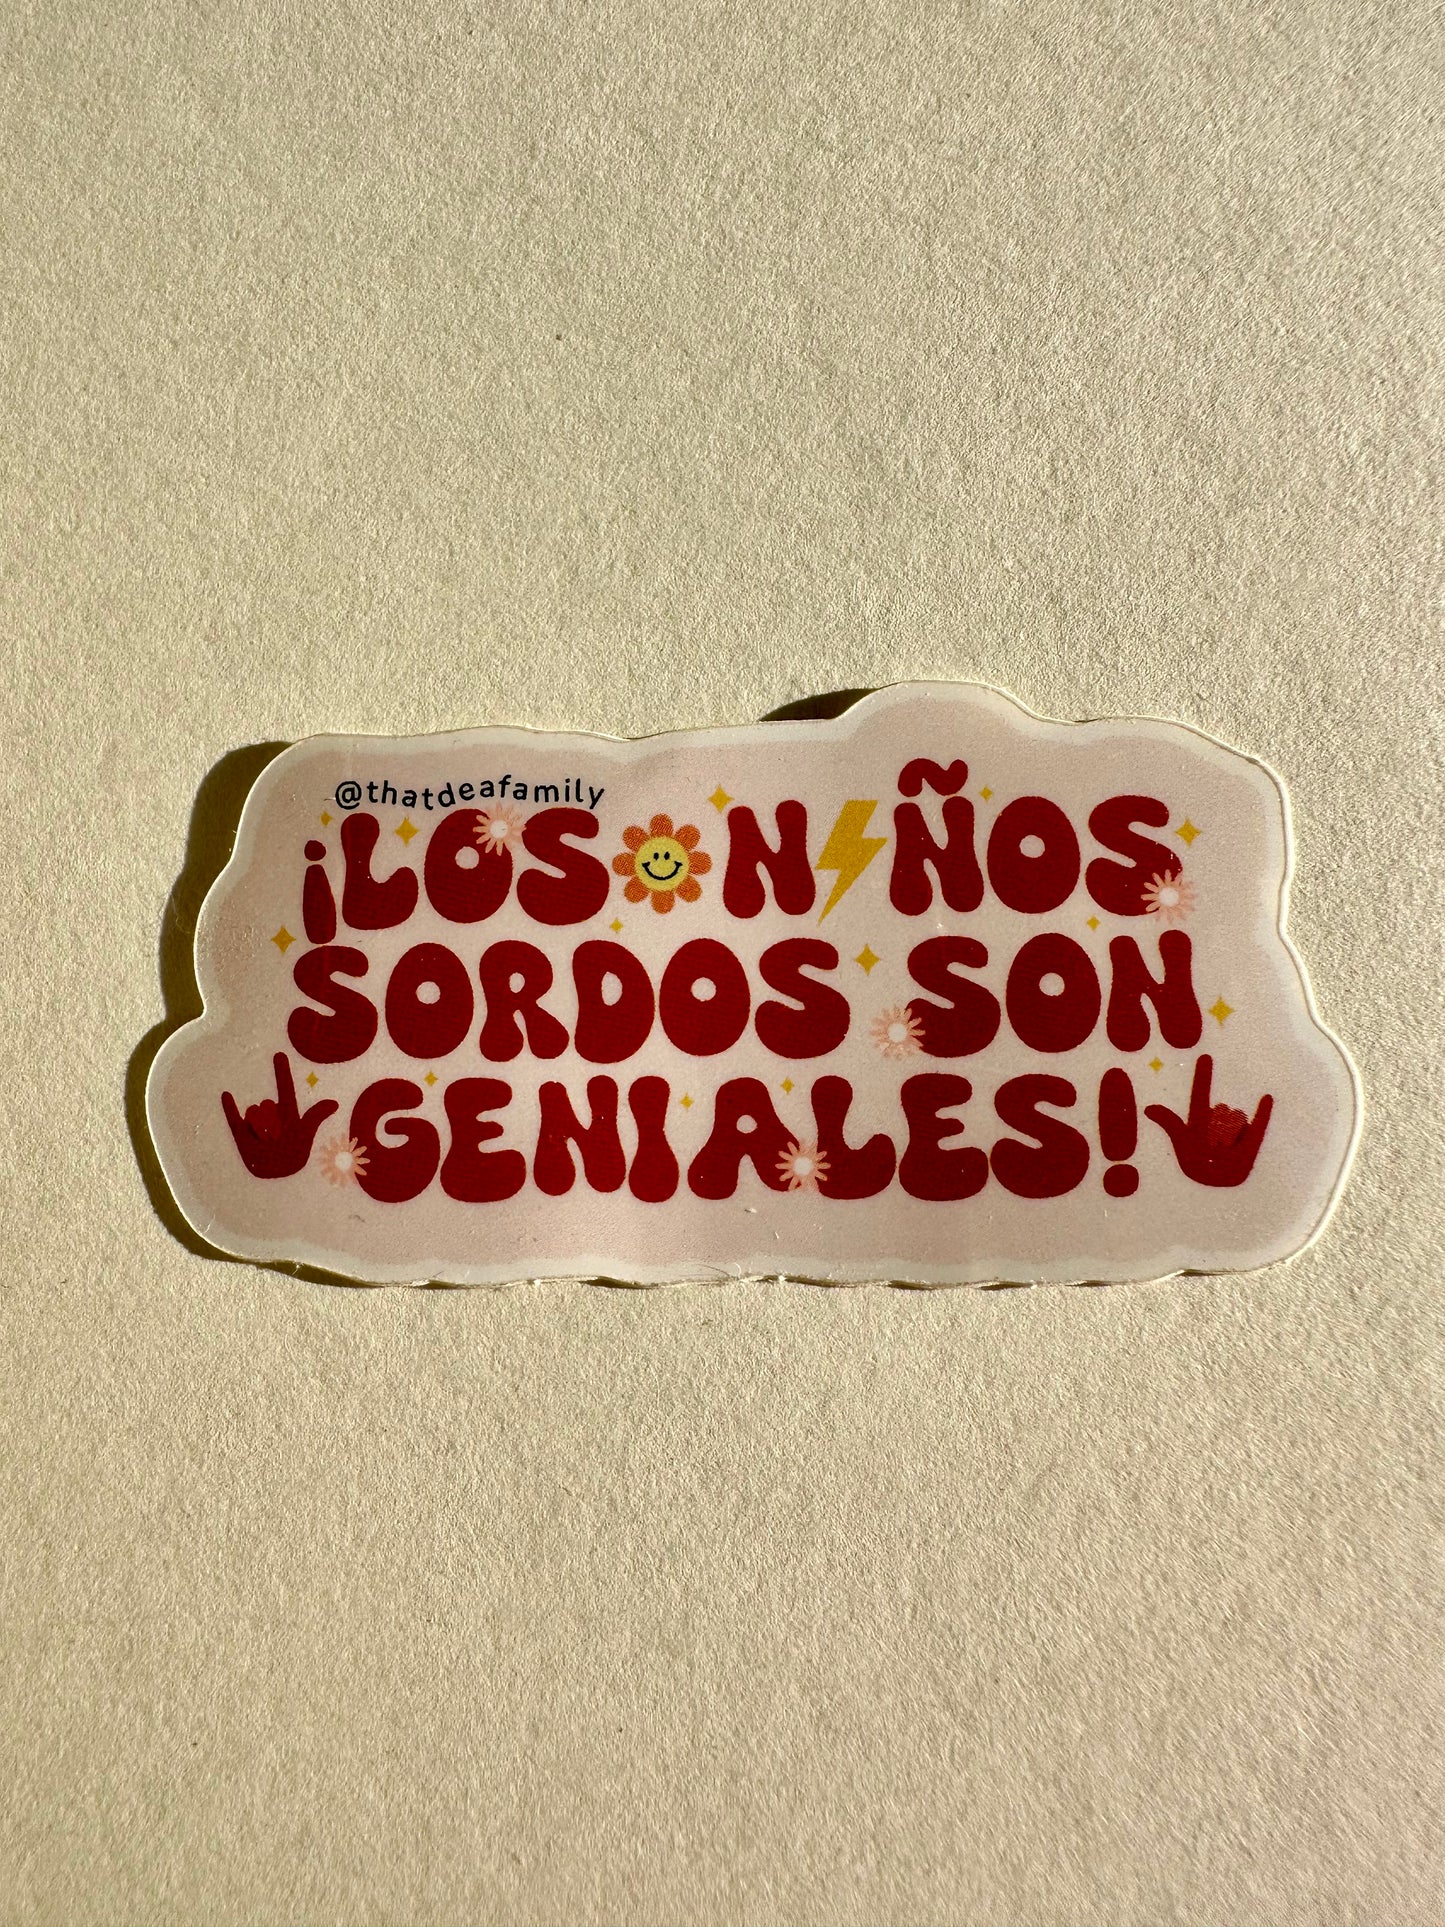 @thatdeafamily
¡LOS NIÑOS
SORDOS SON
GENIALES!